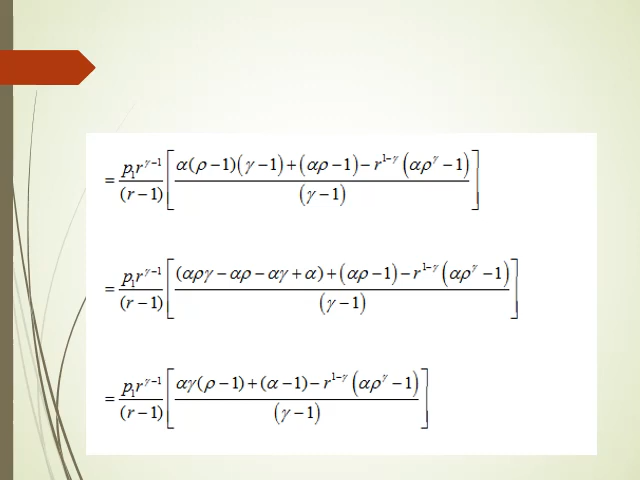 = p₁r^{γ−1}/(r−1) [ (α(ρ−1)(γ−1)+(αρ−1)−r^{1−γ}(αρ^γ−1))/(γ−1) ]
= p₁r^{γ−1}/(r−1) [ ((αργ−αρ−αγ+α)+(αρ−1)−r^{1−γ}(αρ^γ−1))/(γ−1) ]
= p₁r^{γ−1}/(r−1) [ (αγ(ρ−1)+(α−1)−r^{1−γ}(αρ^γ−1))/(γ−1) ]